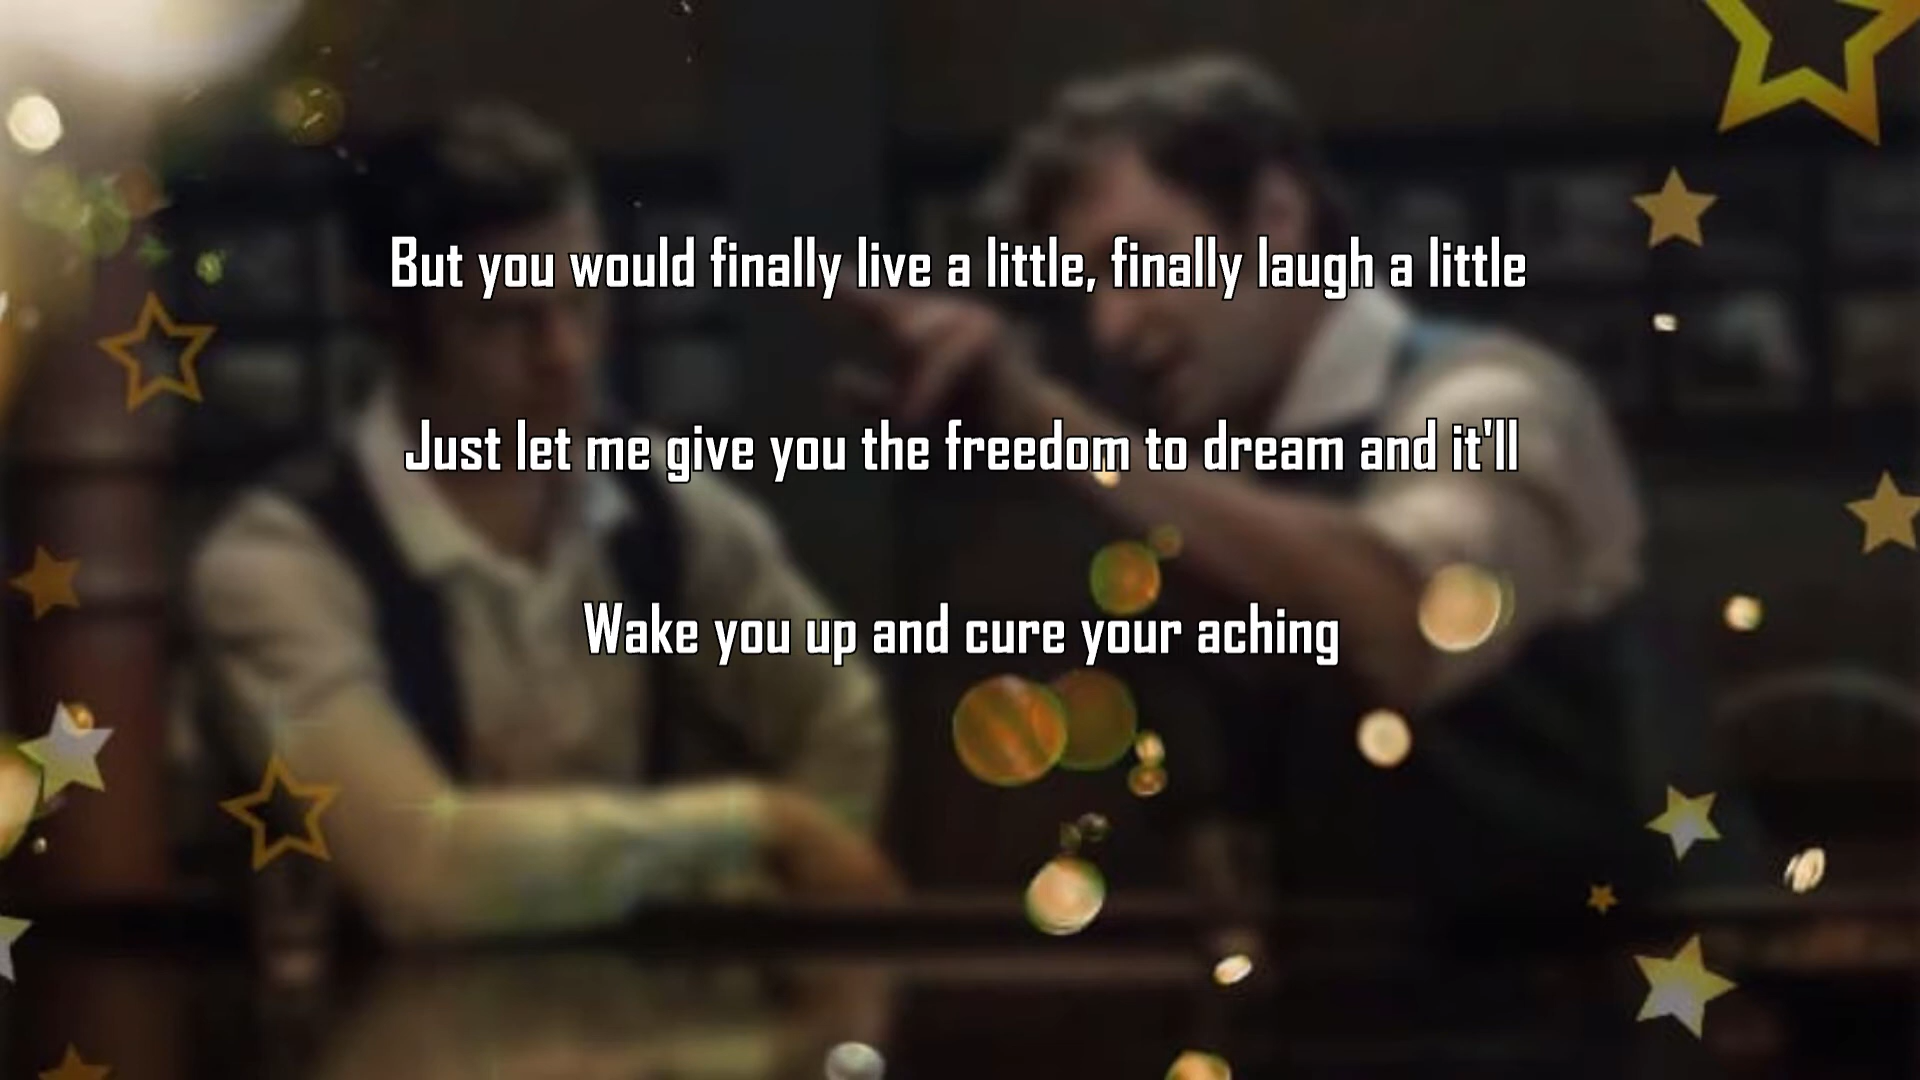 But you would finally live a little, finally laugh a little
Just let me give you the freedom to dream and it'll
Wake you up and cure your aching